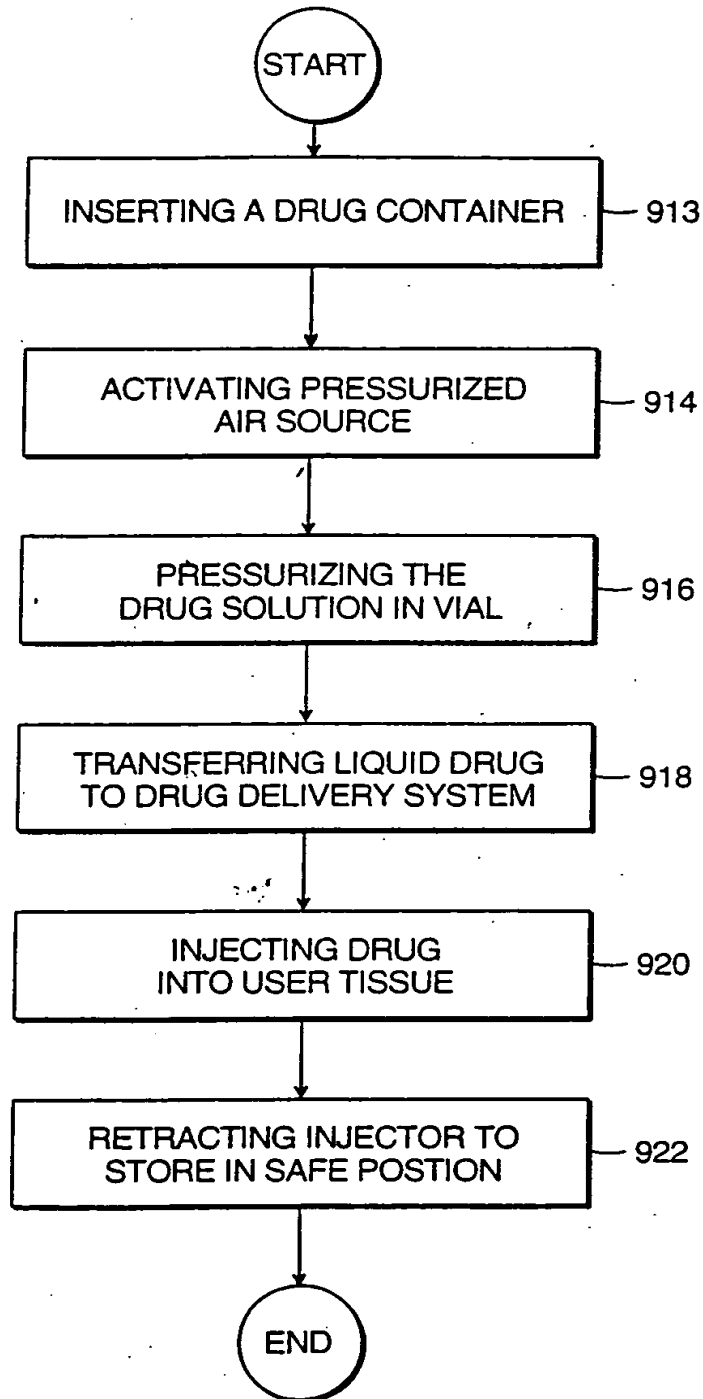 START
INSERTING A DRUG CONTAINER
913
ACTIVATING PRESSURIZED
AIR SOURCE
914
PRESSURIZING THE
DRUG SOLUTION IN VIAL
916
TRANSFERRING LIQUID DRUG
TO DRUG DELIVERY SYSTEM
918
INJECTING DRUG
INTO USER TISSUE
920
RETRACTING INJECTOR TO
STORE IN SAFE POSTION
922
END